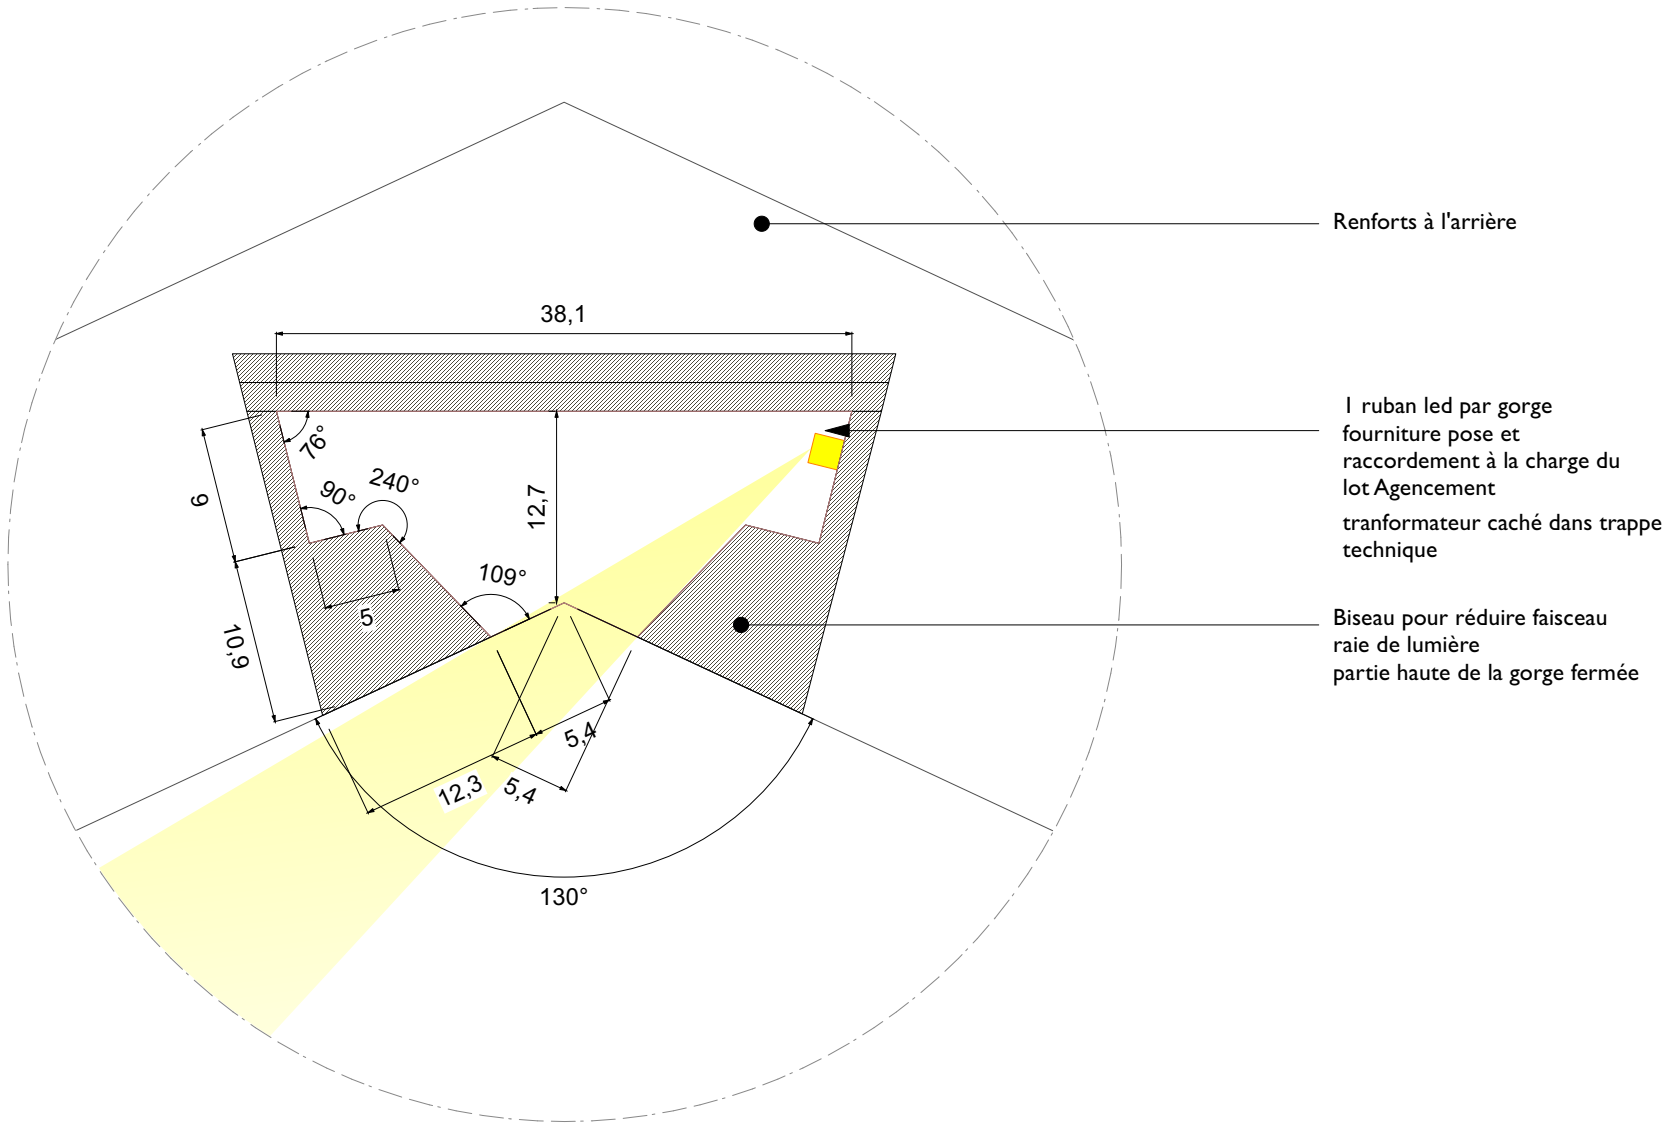 Renforts à l'arrière
38,1
1 ruban led par gorge
fourniture pose et
raccordement à la charge du
lot Agencement
tranformateur caché dans trappe
technique
76°
9
90°
240°
12,7
109°
5
10,9
Biseau pour réduire faisceau
raie de lumière
partie haute de la gorge fermée
5,4
12,3
5,4
130°